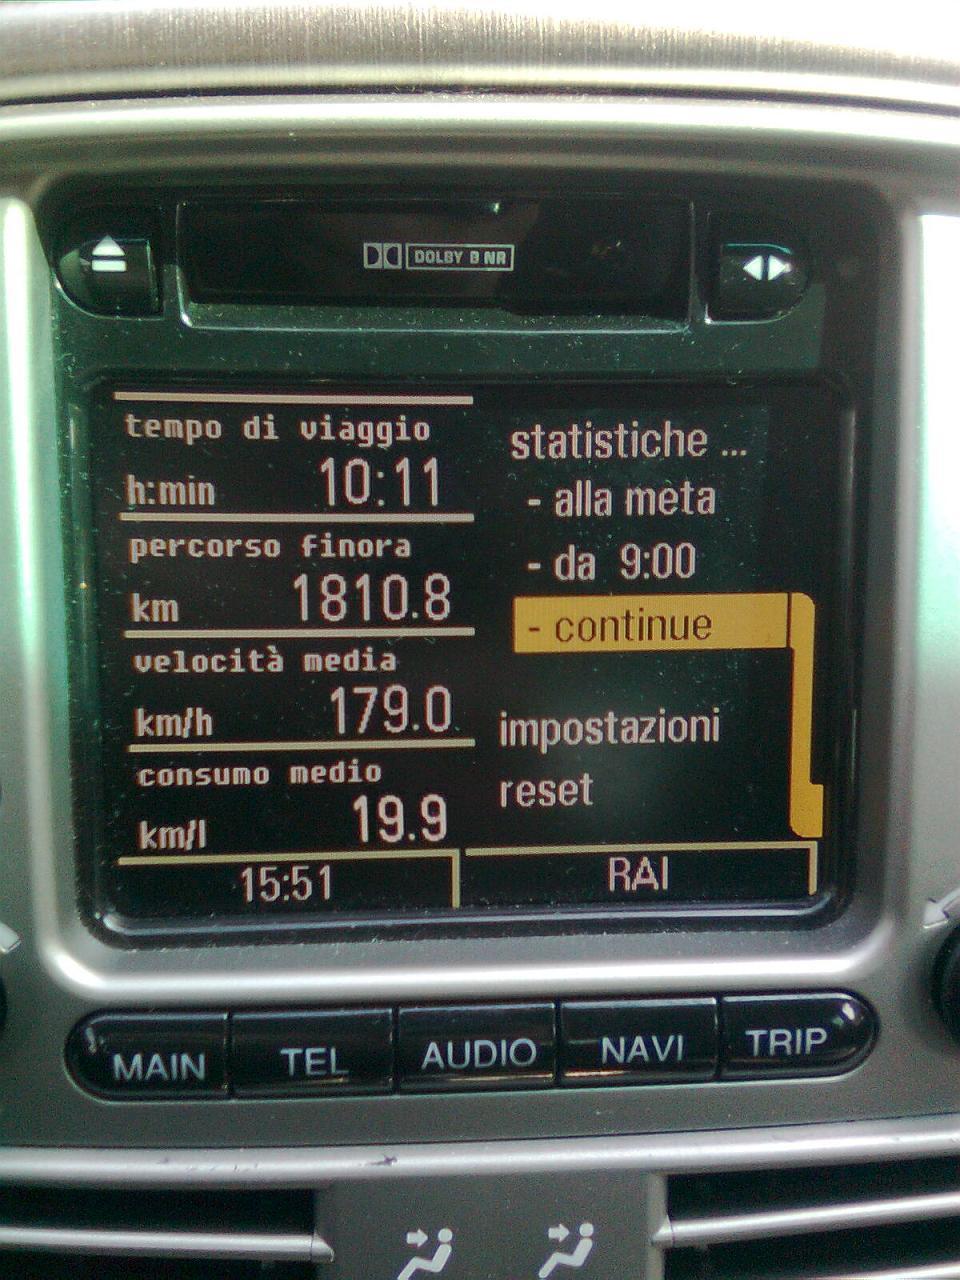 DOLBY B NR
tempo di viaggio
h:min 10:11
percorso finora
km 1810.8
velocità media
km/h 179.0
consumo medio
km/l 19.9
15:51
statistiche ...
- alla meta
- da 9:00
- continue
impostazioni
reset
RAI
MAIN TEL AUDIO NAVI TRIP